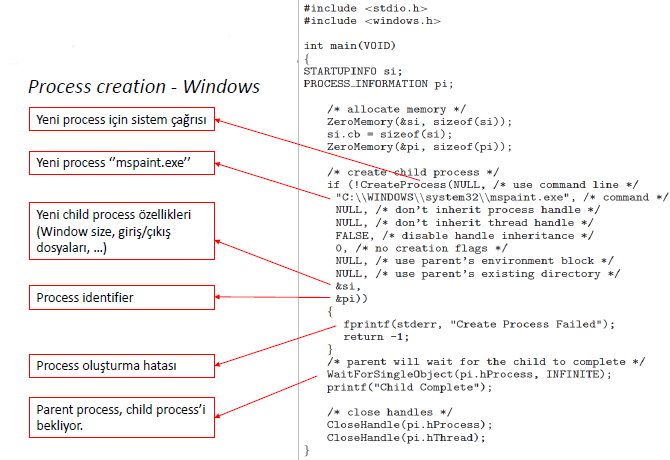 Process creation - Windows
Yeni process için sistem çağrısı
Yeni process ‘’mspaint.exe’’
Yeni child process özellikleri
(Window size, giriş/çıkış
dosyaları, ...)
Process identifier
Process oluşturma hatası
Parent process, child process’i
bekliyor.
#include <stdio.h>
#include <windows.h>
int main(VOID)
{
STARTUPINFO si;
PROCESS_INFORMATION pi;
/* allocate memory */
ZeroMemory(&si, sizeof(si));
si.cb = sizeof(si);
ZeroMemory(&pi, sizeof(pi));
/* create child process */
if (!CreateProcess(NULL, /* use command line */
"C:\\WINDOWS\\system32\\mspaint.exe", /* command */
NULL, /* don't inherit process handle */
NULL, /* don't inherit thread handle */
FALSE, /* disable handle inheritance */
0, /* no creation flags */
NULL, /* use parent's environment block */
NULL, /* use parent's existing directory */
&si,
&pi))
{
fprintf(stderr, "Create Process Failed");
return -1;
}
/* parent will wait for the child to complete */
WaitForSingleObject(pi.hProcess, INFINITE);
printf("Child Complete");
/* close handles */
CloseHandle(pi.hProcess);
CloseHandle(pi.hThread);
}